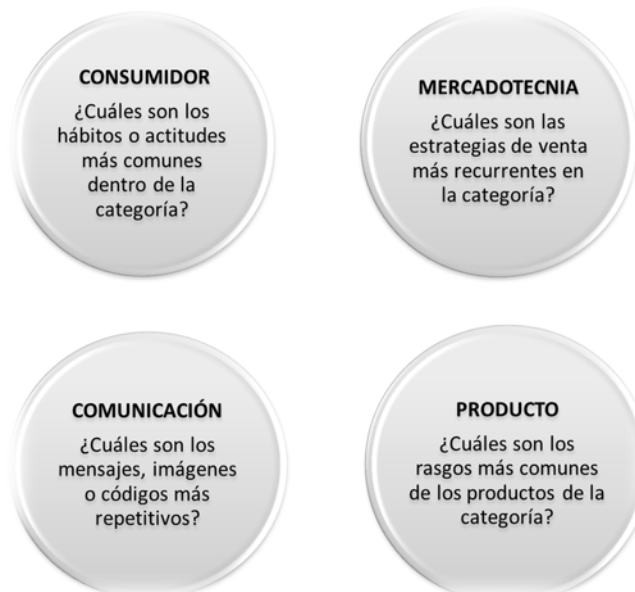 CONSUMIDOR
¿Cuáles son los
hábitos o actitudes
más comunes
dentro de la
categoría?
MERCADOTECNIA
¿Cuáles son las
estrategias de venta
más recurrentes en
la categoría?
COMUNICACIÓN
¿Cuáles son los
mensajes, imágenes
o códigos más
repetitivos?
PRODUCTO
¿Cuáles son los
rasgos más comunes
de los productos de la
categoría?